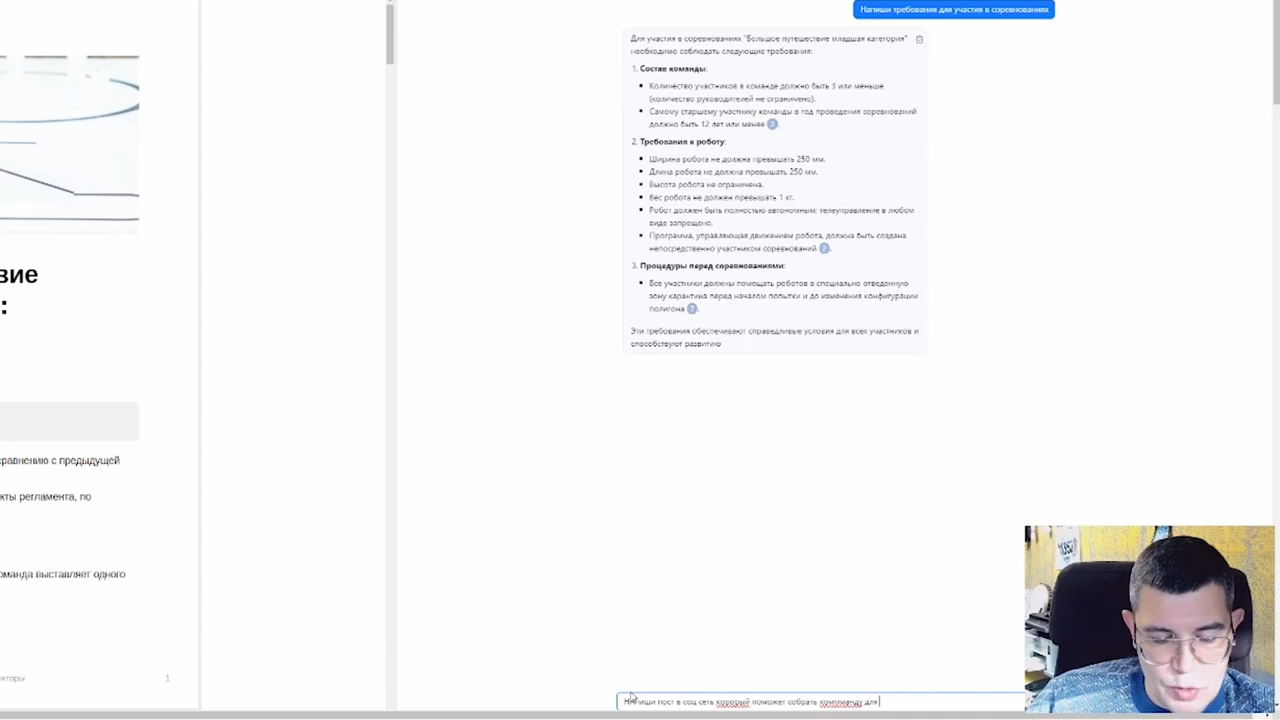 вие
:
равнению с предыдущей
кты регламента, по
оманда выставляет одного
кторы
1
Напиши требования для участия в соревнованиях
Для участия в соревнованиях "Большое путешествие младшая категория"
необходимо соблюдать следующие требования:
1. Состав команды:
Количество участников в команде должно быть 3 или меньше
(количество руководителей не ограничено).
Самому старшему участнику команды в год проведения соревнований
должно быть 12 лет или менее 2.
2. Требования к роботу:
Ширина робота не должна превышать 250 мм.
Длина робота не должна превышать 250 мм.
Высота робота не ограничена.
Вес робота не должен превышать 1 кг.
Робот должен быть полностью автономным: телеуправление в любом
виде запрещено.
Программа, управляющая движением робота, должна быть создана
непосредственно участником соревнований 2.
3. Процедуры перед соревнованиями:
Все участники должны помещать роботов в специально отведенную
зону карантина перед началом попытки и до изменения конфигурации
полигона 7.
Эти требования обеспечивают справедливые условия для всех участников и
способствуют развитию
Напиши пост в соц сеть
поможет собрать
для